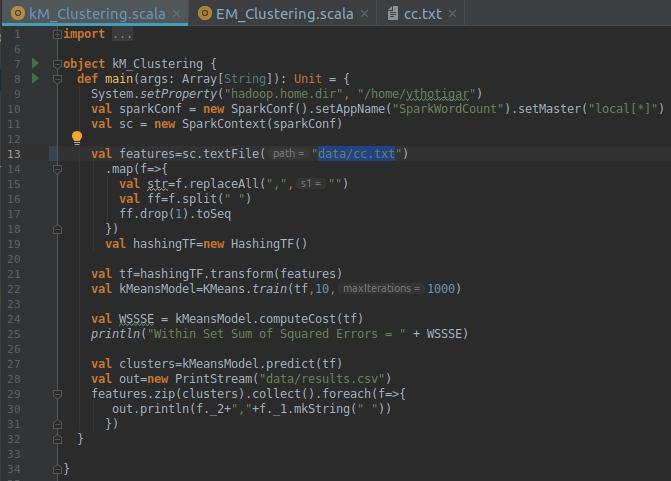 kM_Clustering.scala × EM_Clustering.scala × cc.txt ×
1 import ...
6
7 object kM_Clustering {
8 def main(args: Array[String]): Unit = {
9 System.setProperty("hadoop.home.dir", "/home/ythotigar")
10 val sparkConf = new SparkConf().setAppName("SparkWordCount").setMaster("local[*]")
11 val sc = new SparkContext(sparkConf)
12
13 val features=sc.textFile( path = "data/cc.txt")
14 .map(f=>{
15 val str=f.replaceAll(",", s1 = "")
16 val ff=f.split(" ")
17 ff.drop(1).toSeq
18 })
19 val hashingTF=new HashingTF()
20
21 val tf=hashingTF.transform(features)
22 val kMeansModel=KMeans.train(tf,10, maxIterations = 1000)
23
24 val WSSSE = kMeansModel.computeCost(tf)
25 println("Within Set Sum of Squared Errors = " + WSSSE)
26
27 val clusters=kMeansModel.predict(tf)
28 val out=new PrintStream("data/results.csv")
29 features.zip(clusters).collect().foreach(f=>{
30 out.println(f._2+","+f._1.mkString(" "))
31 })
32 }
33
34 }